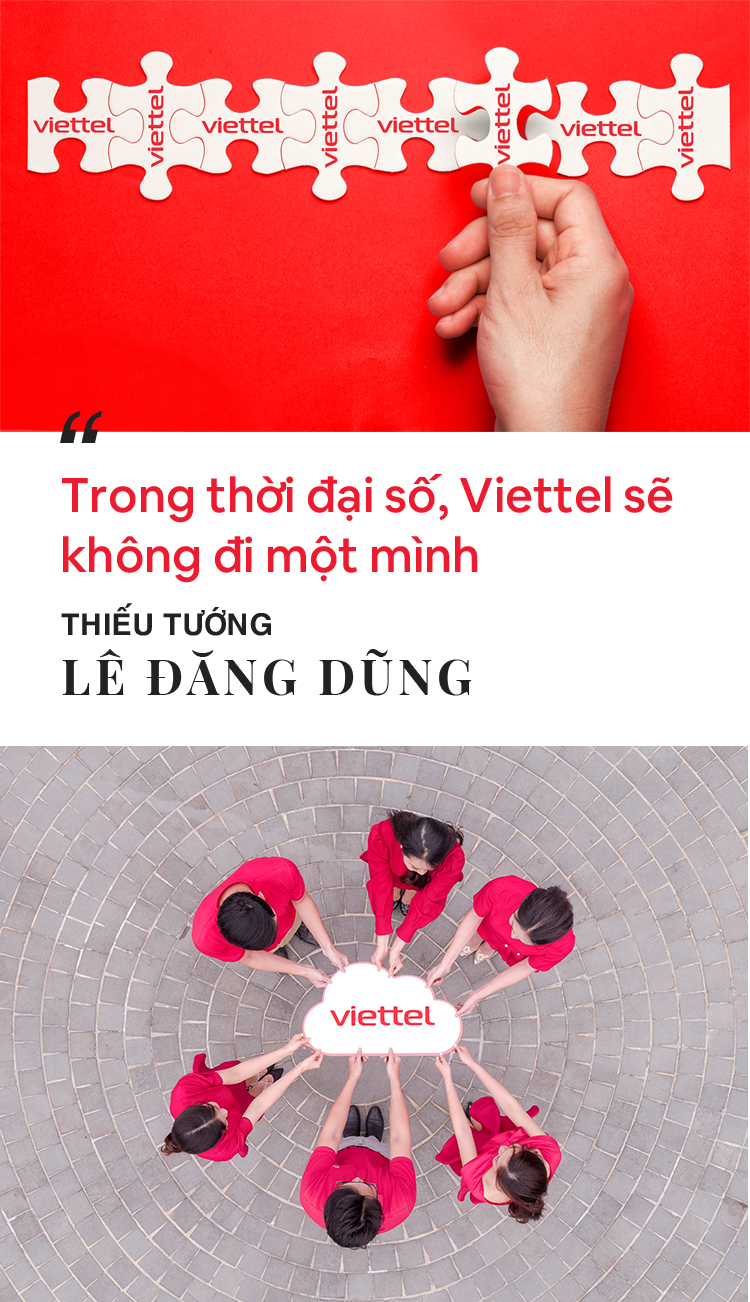 viettel viettel viettel viettel viettel viettel viettel viettel
“
Trong thời đại số, Viettel sẽ
không đi một mình
THIẾU TƯỚNG
LÊ ĐĂNG DŨNG
viettel